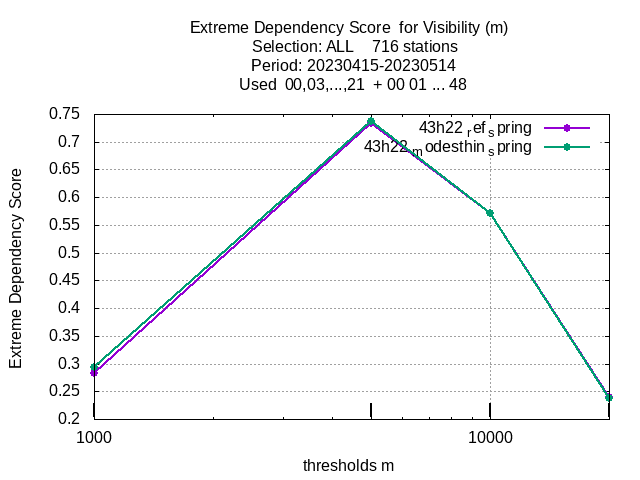 Extreme Dependency Score  for Visibility (m)
Selection: ALL    716 stations
Period: 20230415-20230514
Used  00,03,...,21  + 00 01 ... 48
43h22 ref spring
43h22 modesthin spring
Extreme Dependency Score
0.75
0.7
0.65
0.6
0.55
0.5
0.45
0.4
0.35
0.3
0.25
0.2
1000
10000
thresholds m